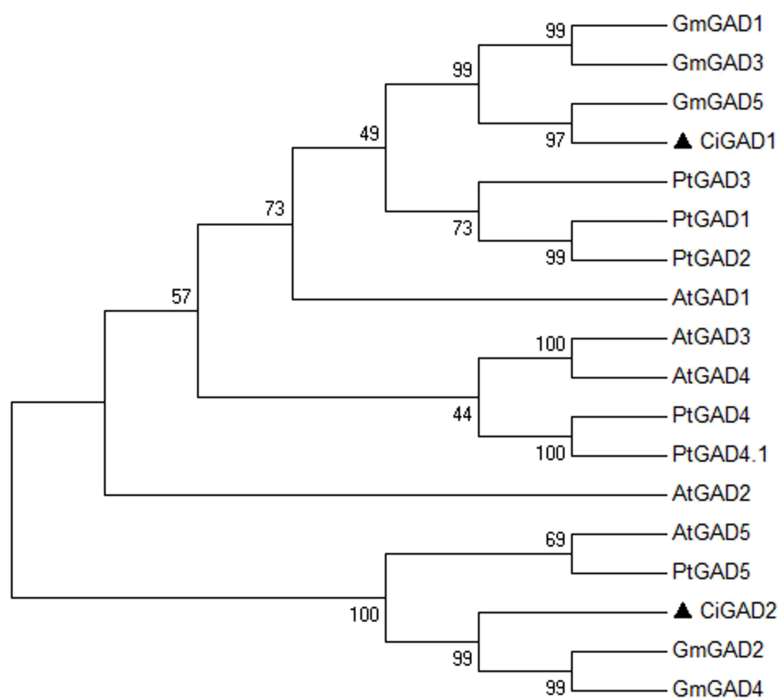 GmGAD1
99
GmGAD3
99
GmGAD5
49
97
▲ CiGAD1
PtGAD3
73
PtGAD1
73
99
PtGAD2
57
AtGAD1
100
AtGAD3
AtGAD4
44
PtGAD4
100
PtGAD4.1
AtGAD2
69
AtGAD5
PtGAD5
100
▲ CiGAD2
99
GmGAD2
99
GmGAD4